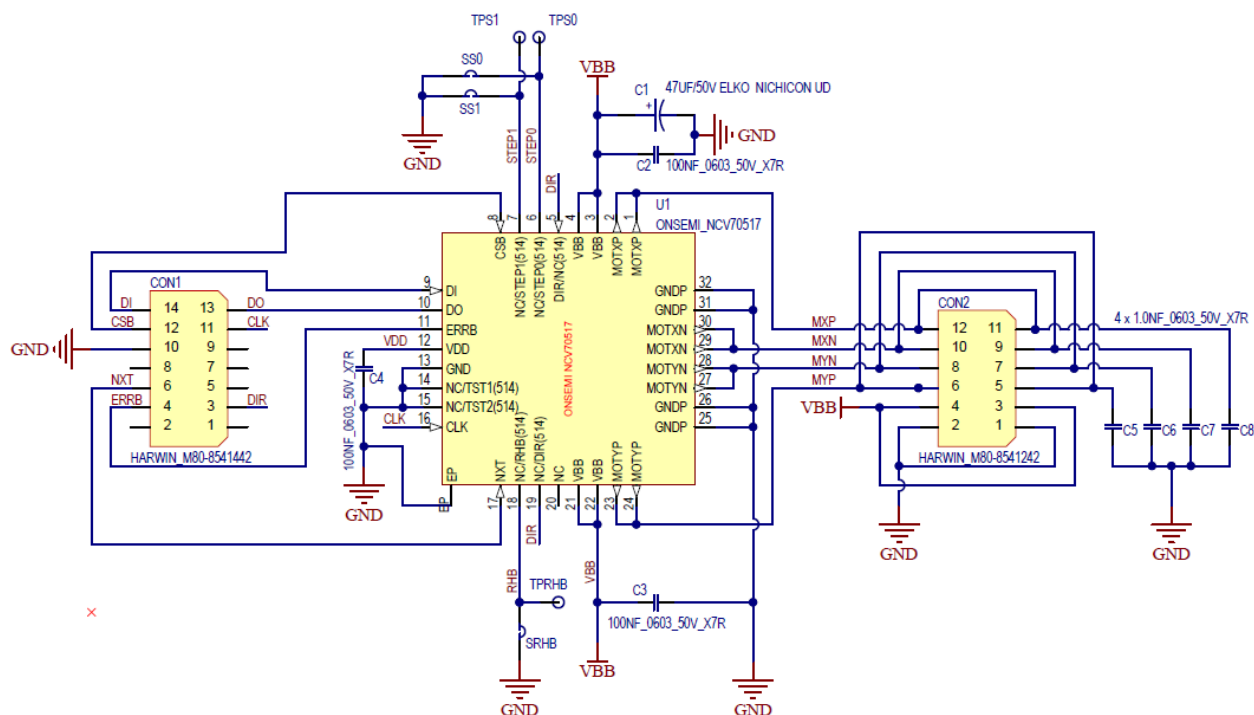 TPS1 TPS0
SS0
SS1
GND
STEP1
STEP0
VBB
C1 47UF/50V ELKO NICHICON UD
+
GND
C2 100NF_0603_50V_X7R
DIR
U1
ONSEMI_NCV70517
8 7 6 5 4 3 2 1
CSB
NC/STEP1(514)
NC/STEP0(514)
DIR/NC(514)
VBB
VBB
MOTXP
MOTXP
9 DI
10 DO
11 ERRB
12 VDD
13 GND
14 NC/TST1(514)
15 NC/TST2(514)
16 CLK
GNDP 32
GNDP 31
MOTXN 30
MOTXN 29
MOTYN 28
MOTYN 27
GNDP 26
GNDP 25
ONSEMI NCV70517
EP
NXT
NC/RHB(514)
NC/DIR(514)
NC
VBB
VBB
MOTYP
MOTYP
EP
17 18 19 20 21 22 23 24
CON1
DI 14 13 DO
CSB 12 11 CLK
GND 10 9
8 7
NXT 6 5
ERRB 4 3 DIR
2 1
HARWIN_M80-8541442
VDD
C4
100NF_0603_50V_X7R
CLK
GND
RHB
DIR
VBB
TPRHB
SRHB
GND
C3
100NF_0603_50V_X7R
VBB
GND
CON2
MXP 12 11 4 x 1.0NF_0603_50V_X7R
MXN 10 9
MYN 8 7
MYP 6 5
VBB 4 3
2 1
HARWIN_M80-8541242
C5 C6 C7 C8
GND
GND